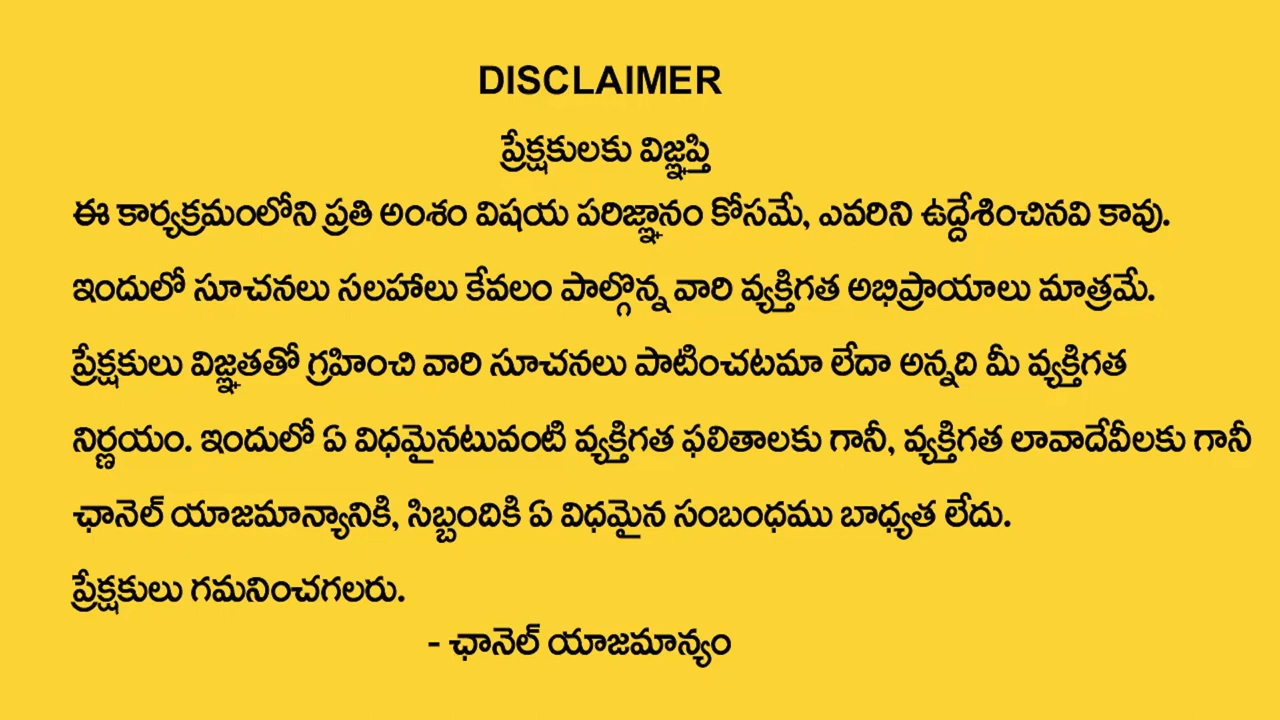 DISCLAIMER
ప్రేక్షకులకు విజ్ఞప్తి
ఈ కార్యక్రమంలోని ప్రతి అంశం విషయ పరిజ్ఞానం కోసమే, ఎవరిని ఉద్దేశించినవి కావు.
ఇందులో సూచనలు సలహాలు కేవలం పాల్గొన్న వారి వ్యక్తిగత అభిప్రాయాలు మాత్రమే.
ప్రేక్షకులు విజ్ఞతతో గ్రహించి వారి సూచనలు పాటించటమా లేదా అన్నది మీ వ్యక్తిగత
నిర్ణయం. ఇందులో ఏ విధమైనటువంటి వ్యక్తిగత ఫలితాలకు గానీ, వ్యక్తిగత లావాదేవీలకు గానీ
ఛానెల్ యాజమాన్యానికి, సిబ్బందికి ఏ విధమైన సంబంధము బాధ్యత లేదు.
ప్రేక్షకులు గమనించగలరు.
- ఛానెల్ యాజమాన్యం